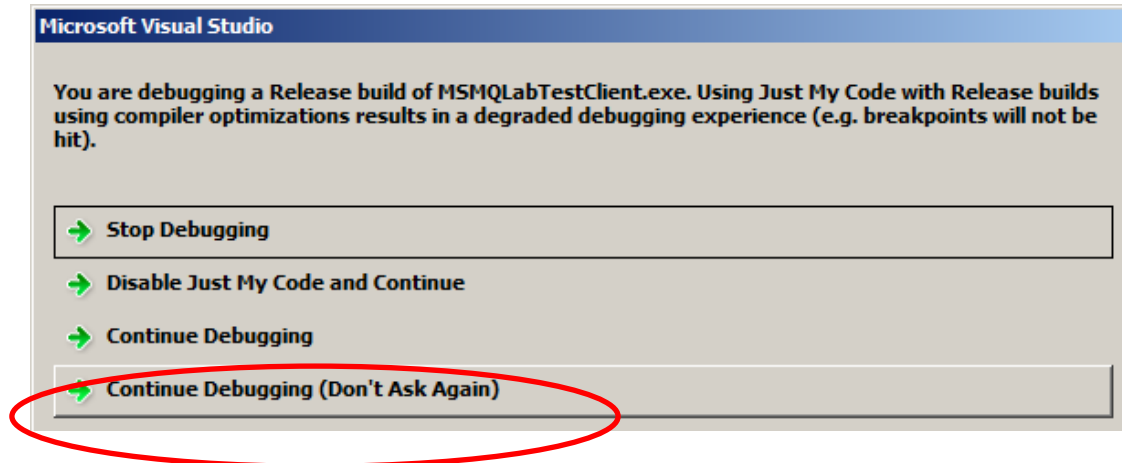 Microsoft Visual Studio
You are debugging a Release build of MSMQLabTestClient.exe. Using Just My Code with Release builds
using compiler optimizations results in a degraded debugging experience (e.g. breakpoints will not be
hit).
Stop Debugging
Disable Just My Code and Continue
Continue Debugging
Continue Debugging (Don't Ask Again)